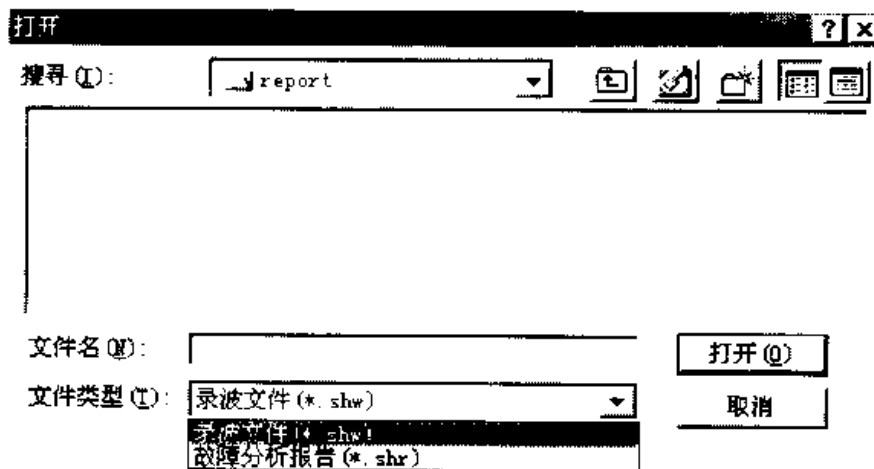 打开
搜寻(I): report
文件名(N): 打开(O)
文件类型(T): 录波文件(*.shw) 取消
录波文件(*.shw)
故障分析报告(*.shr)